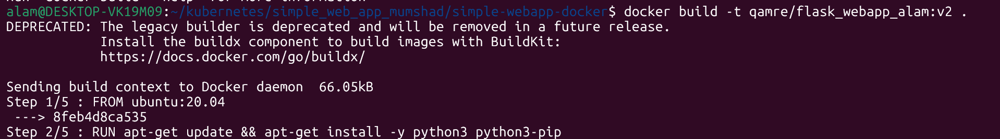 alam@DESKTOP-VK19M09:~/kubernetes/simple_web_app_mumshad/simple-webapp-docker$ docker build -t qamre/flask_webapp_alam:v2 .
DEPRECATED: The legacy builder is deprecated and will be removed in a future release.
            Install the buildx component to build images with BuildKit:
            https://docs.docker.com/go/buildx/

Sending build context to Docker daemon  66.05kB
Step 1/5 : FROM ubuntu:20.04
 ---> 8feb4d8ca535
Step 2/5 : RUN apt-get update && apt-get install -y python3 python3-pip